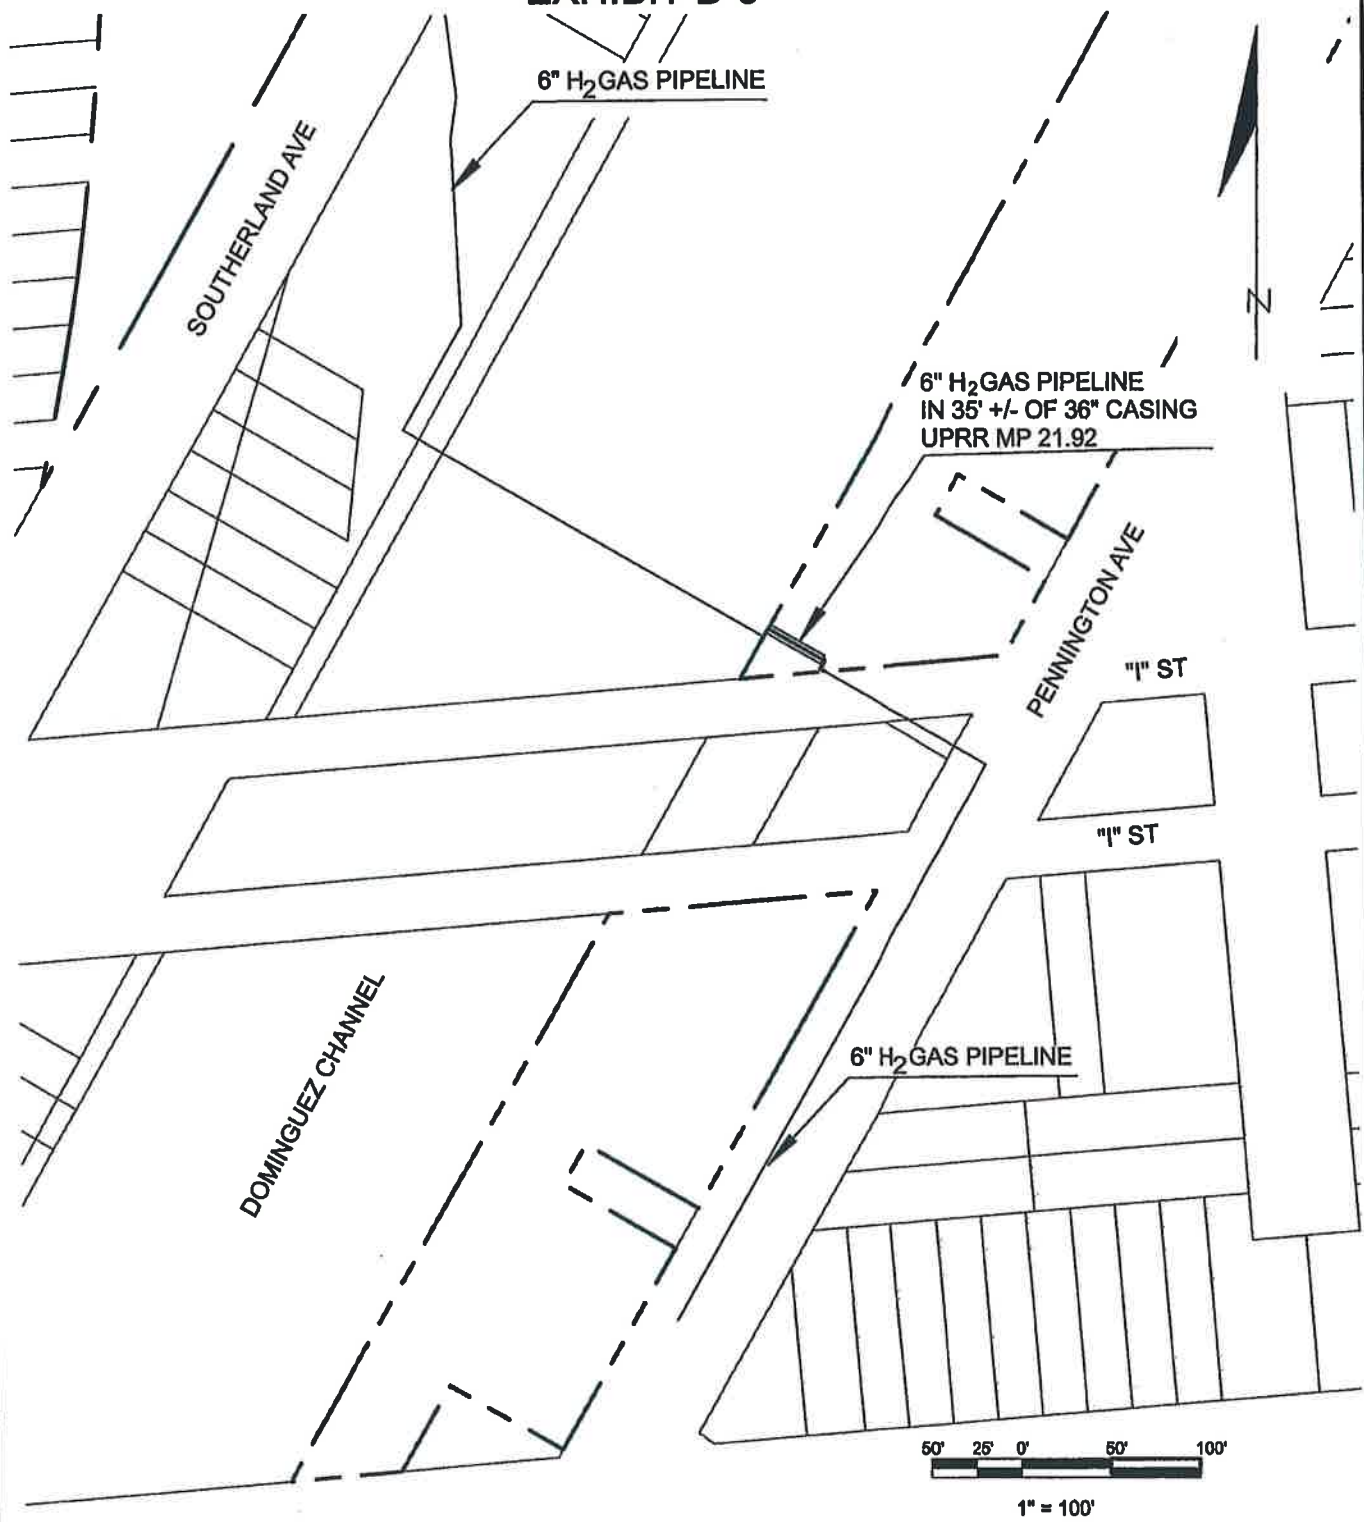 6" H2GAS PIPELINE
SOUTHERLAND AVE
N
6" H2GAS PIPELINE
IN 35' +/- OF 36" CASING
UPRR MP 21.92
PENNINGTON AVE
"I" ST
"I" ST
DOMINGUEZ CHANNEL
6" H2GAS PIPELINE
50' 25' 0' 50' 100'
1" = 100'